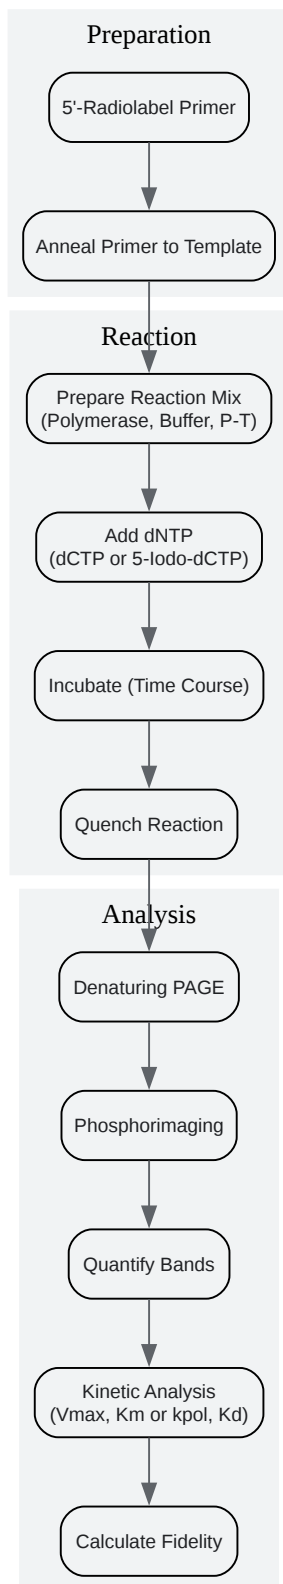 Preparation
5'-Radiolabel Primer
Anneal Primer to Template
Reaction
Prepare Reaction Mix
(Polymerase, Buffer, P-T)
Add dNTP
(dCTP or 5-Iodo-dCTP)
Incubate (Time Course)
Quench Reaction
Analysis
Denaturing PAGE
Phosphorimaging
Quantify Bands
Kinetic Analysis
(Vmax, Km or kpol, Kd)
Calculate Fidelity